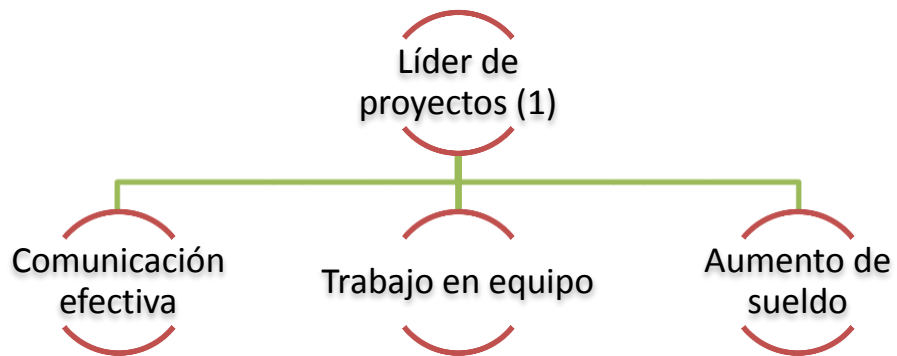 Líder de
proyectos (1)
Comunicación
efectiva
Trabajo en equipo
Aumento de
sueldo